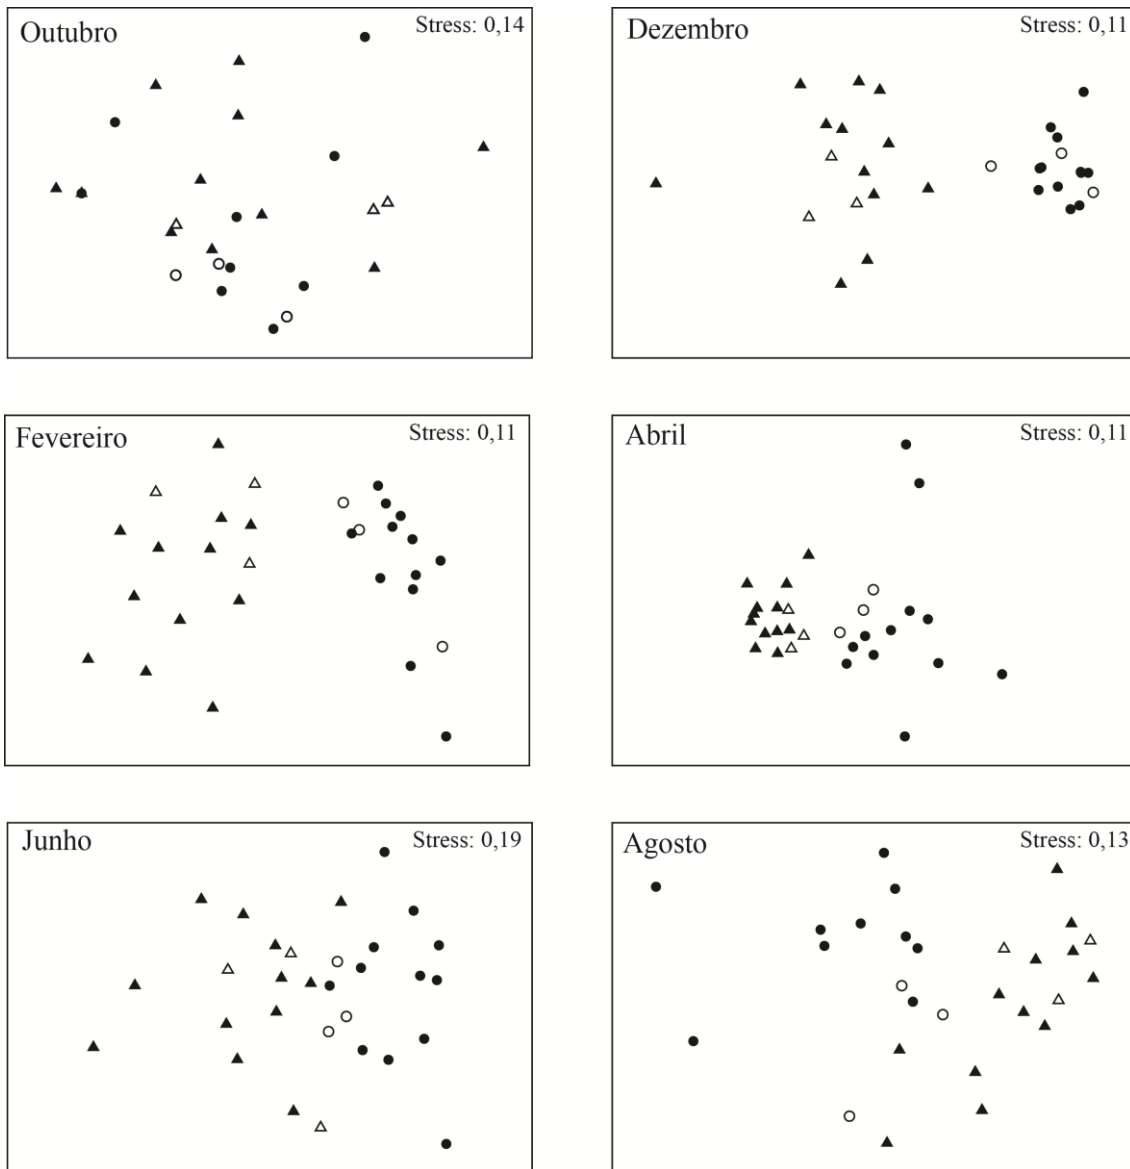 Outubro
Stress: 0,14
Dezembro
Stress: 0,11
Fevereiro
Stress: 0,11
Abril
Stress: 0,11
Junho
Stress: 0,19
Agosto
Stress: 0,13